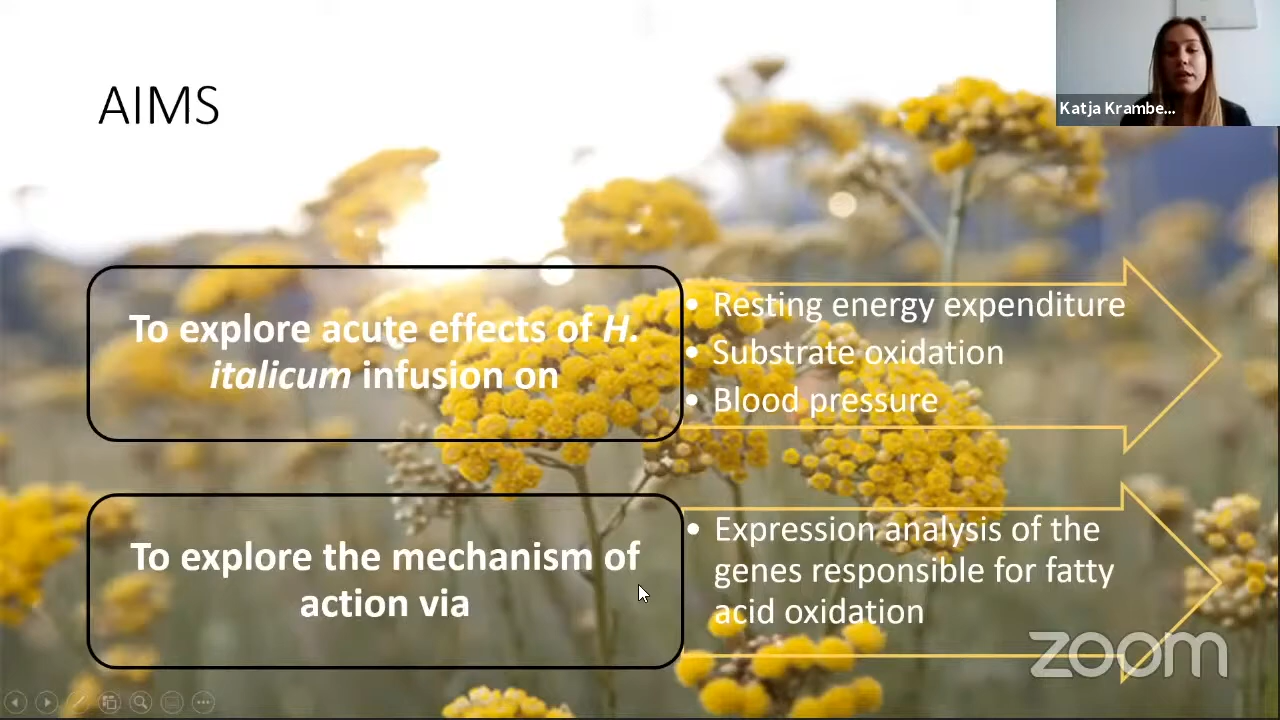 AIMS
Katja Krambe...
To explore acute effects of H.
italicum infusion on
• Resting energy expenditure
• Substrate oxidation
• Blood pressure
To explore the mechanism of
action via
• Expression analysis of the
genes responsible for fatty
acid oxidation
zoom